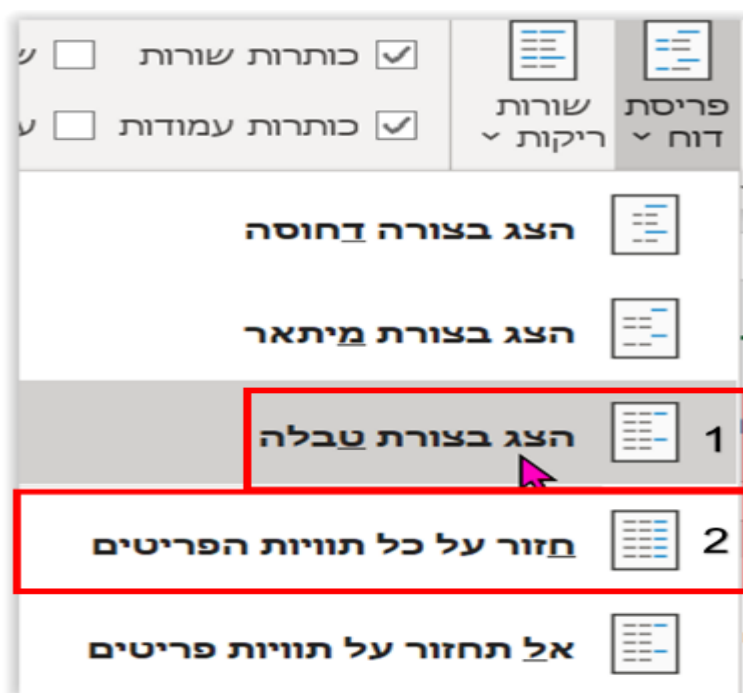 פריסת דוח
שורות ריקות
כותרות שורות
כותרות עמודות
הצג בצורה דחוסה
הצג בצורת מיתאר
הצג בצורת טבלה 1
חזור על כל תוויות הפריטים 2
אל תחזור על תוויות פריטים